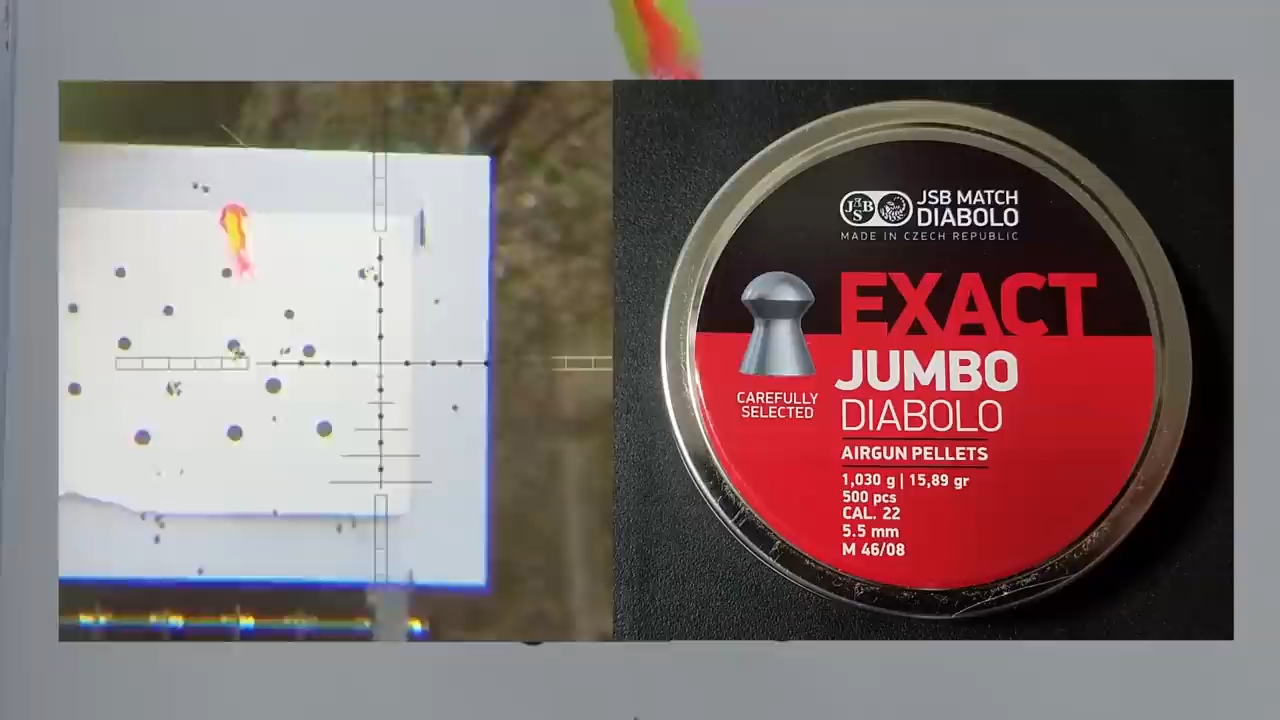 JSB
JSB MATCH
DIABOLO
MADE IN CZECH REPUBLIC
EXACT
JUMBO
DIABOLO
CAREFULLY
SELECTED
AIRGUN PELLETS
1,030 g | 15,89 gr
500 pcs
CAL. 22
5.5 mm
M 46/08